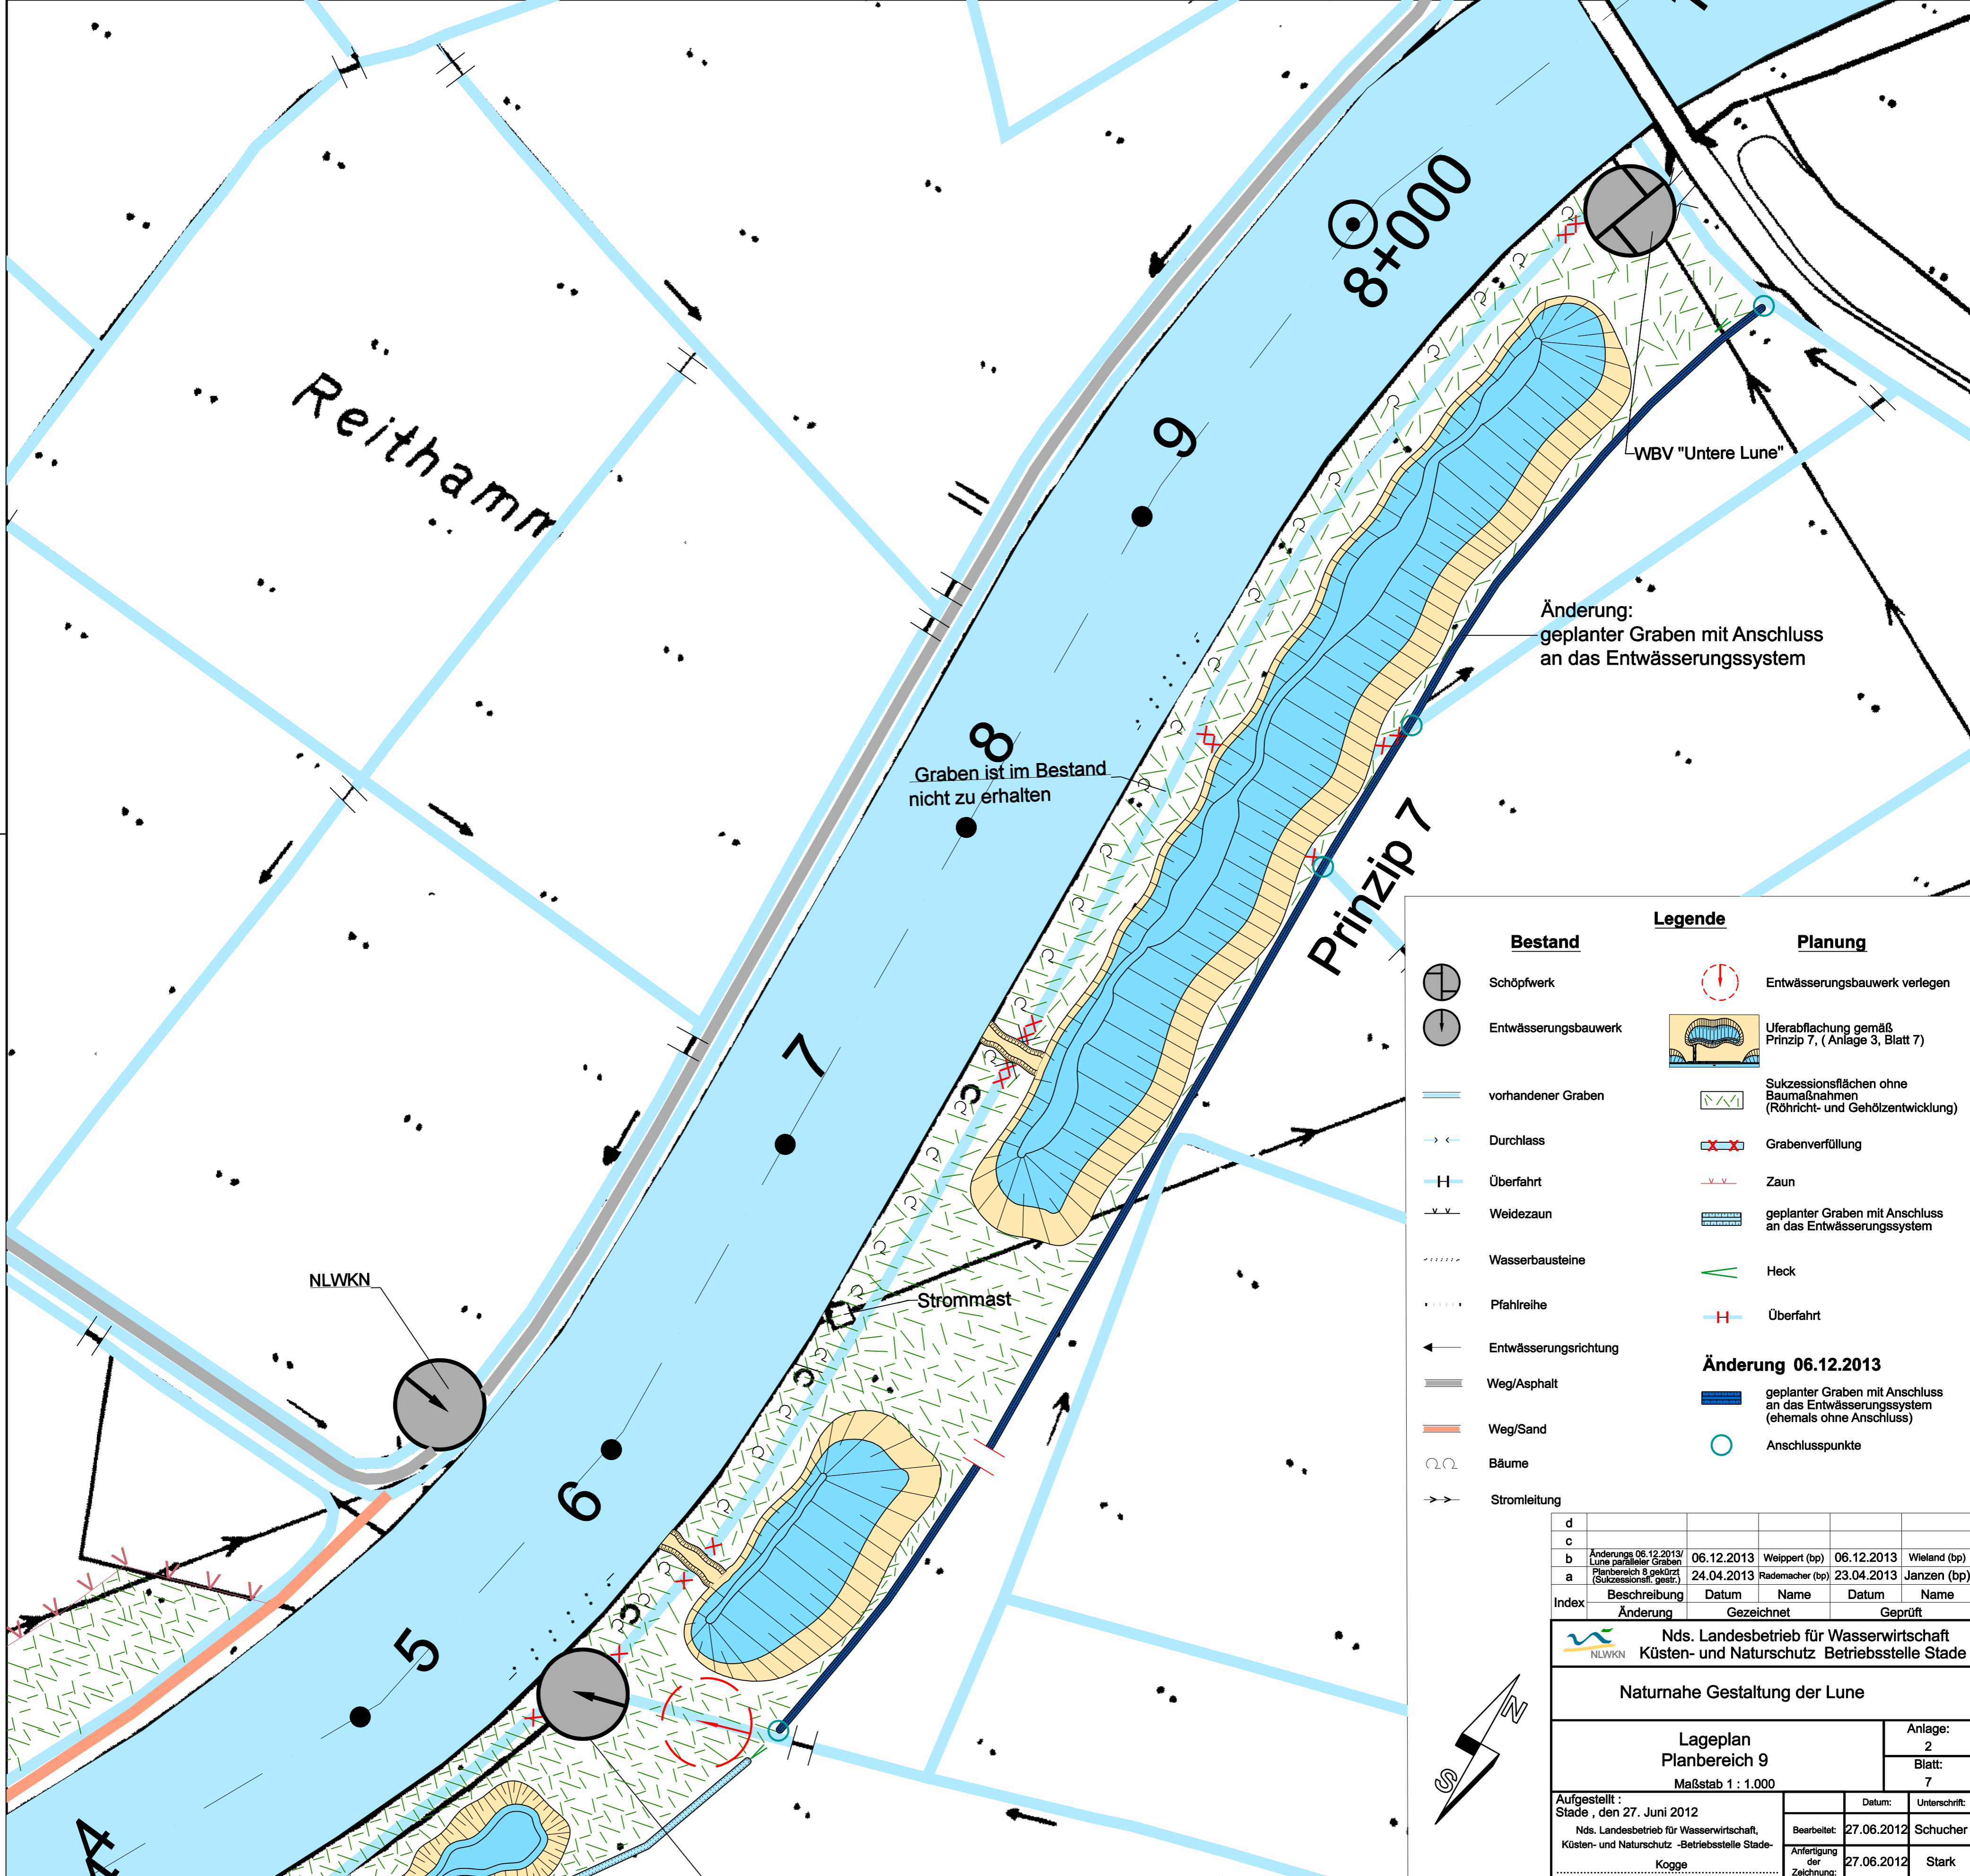 8+000
Reithamm
9
WBV "Untere Lune"
Änderung:
geplanter Graben mit Anschluss
an das Entwässerungssystem
8
Graben ist im Bestand
nicht zu erhalten
Prinzip 7
7
NLWKN
Strommast
6
5
4
Legende
Bestand
Schöpfwerk
Entwässerungsbauwerk
vorhandener Graben
Durchlass
Überfahrt
Weidezaun
Wasserbausteine
Pfahlreihe
Entwässerungsrichtung
Weg/Asphalt
Weg/Sand
Bäume
Stromleitung
Planung
Entwässerungsbauwerk verlegen
Uferabflachung gemäß
Prinzip 7, ( Anlage 3, Blatt 7)
Sukzessionsflächen ohne
Baumaßnahmen
(Röhricht- und Gehölzentwicklung)
Grabenverfüllung
Zaun
geplanter Graben mit Anschluss
an das Entwässerungssystem
Heck
Überfahrt
Änderung 06.12.2013
geplanter Graben mit Anschluss
an das Entwässerungssystem
(ehemals ohne Anschluss)
Anschlusspunkte
d
c
b Änderungs 06.12.2013/ Lune paralleler Graben 06.12.2013 Weippert (bp) 06.12.2013 Wieland (bp)
a Planbereich 8 gekürzt (Sukzessionsfl. gestr.) 24.04.2013 Rademacher (bp) 23.04.2013 Janzen (bp)
Index Beschreibung Datum Name Datum Name
Änderung Gezeichnet Geprüft
NLWKN
Nds. Landesbetrieb für Wasserwirtschaft
Küsten- und Naturschutz Betriebsstelle Stade
Naturnahe Gestaltung der Lune
Lageplan
Planbereich 9
Maßstab 1 : 1.000
Anlage:
2
Blatt:
7
N
S
Aufgestellt :
Stade , den 27. Juni 2012
Nds. Landesbetrieb für Wasserwirtschaft,
Küsten- und Naturschutz -Betriebsstelle Stade-
Kogge
Datum: Unterschrift:
Bearbeitet: 27.06.2012 Schucher
Anfertigung
der
Zeichnung: 27.06.2012 Stark